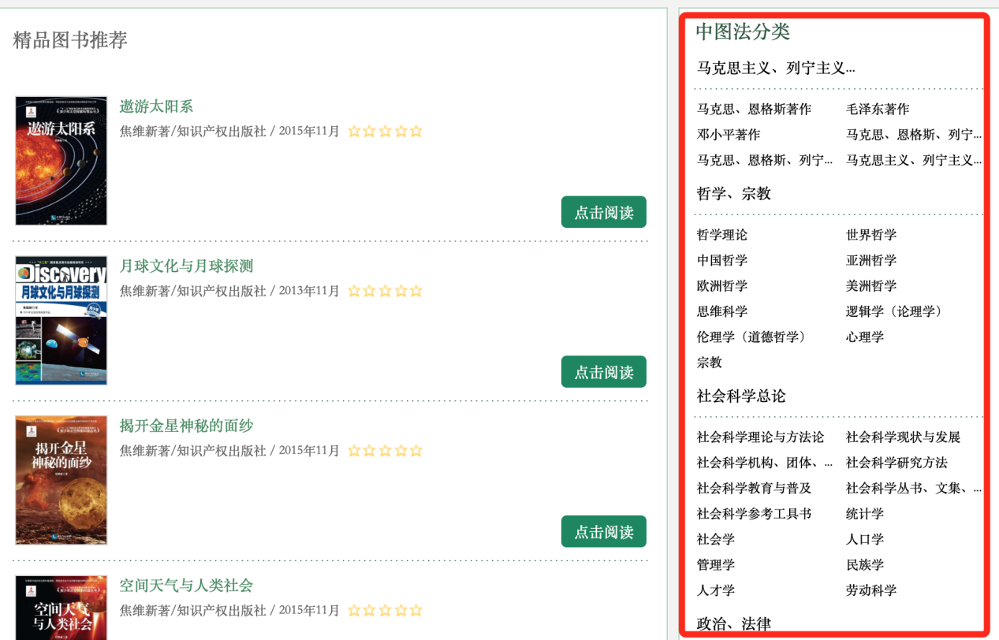 精品图书推荐
遨游太阳系
遨游太阳系
焦维新著/知识产权出版社 / 2015年11月
点击阅读
Discovery
月球文化与月球探测
月球文化与月球探测
焦维新著/知识产权出版社 / 2013年11月
点击阅读
揭开金星
神秘的面纱
揭开金星神秘的面纱
焦维新著/知识产权出版社 / 2015年11月
点击阅读
空间天气
与人类社会
空间天气与人类社会
焦维新著/知识产权出版社 / 2015年11月
中图法分类
马克思主义、列宁主义...
马克思、恩格斯著作 毛泽东著作
邓小平著作 马克思、恩格斯、列宁...
马克思、恩格斯、列宁... 马克思主义、列宁主义...
哲学、宗教
哲学理论 世界哲学
中国哲学 亚洲哲学
欧洲哲学 美洲哲学
思维科学 逻辑学（论理学）
伦理学（道德哲学） 心理学
宗教
社会科学总论
社会科学理论与方法论 社会科学现状与发展
社会科学机构、团体、... 社会科学研究方法
社会科学教育与普及 社会科学丛书、文集、...
社会科学参考工具书 统计学
社会学 人口学
管理学 民族学
人才学 劳动科学
政治、法律